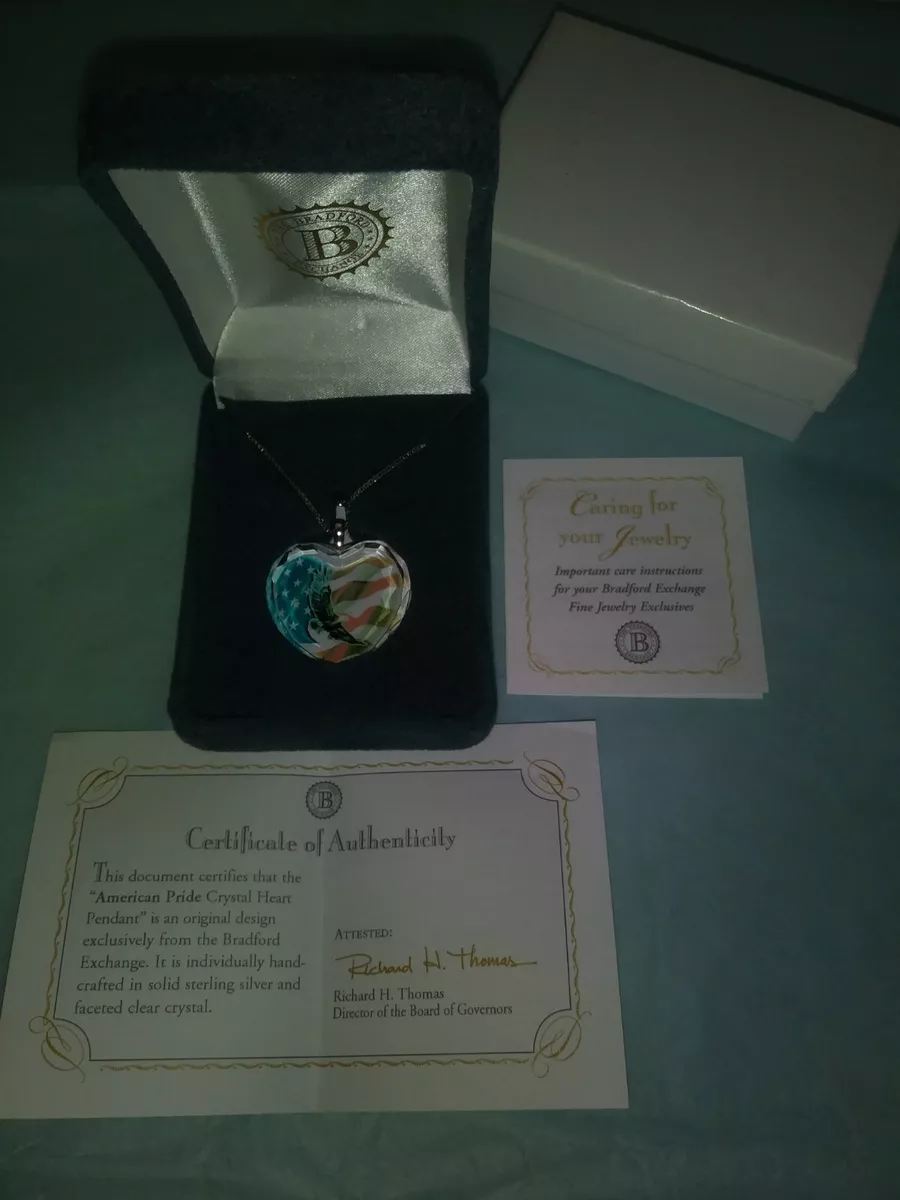 THE BRADFORD EXCHANGE
B
Caring for
your Jewelry
Important care instructions
for your Bradford Exchange
Fine Jewelry Exclusives
B
B
Certificate of Authenticity
This document certifies that the
"American Pride Crystal Heart
Pendant" is an original design
exclusively from the Bradford
Exchange. It is individually hand-
crafted in solid sterling silver and
faceted clear crystal.
ATTESTED:
Richard H. Thomas
Richard H. Thomas
Director of the Board of Governors